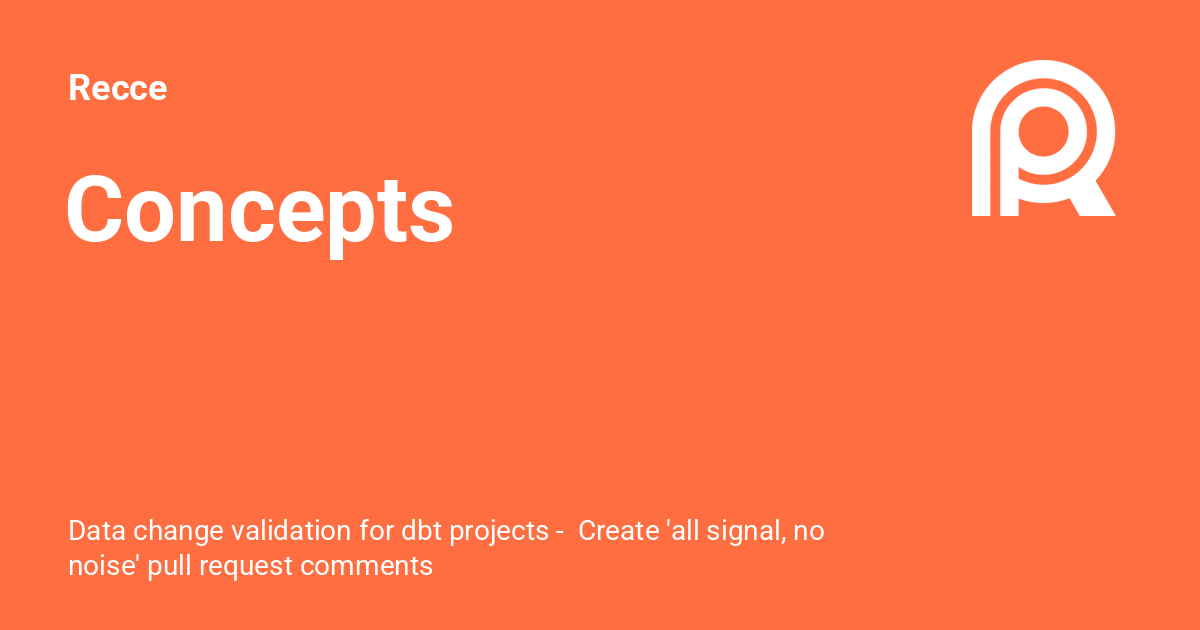 Recce
Concepts
Data change validation for dbt projects -  Create 'all signal, no
noise' pull request comments